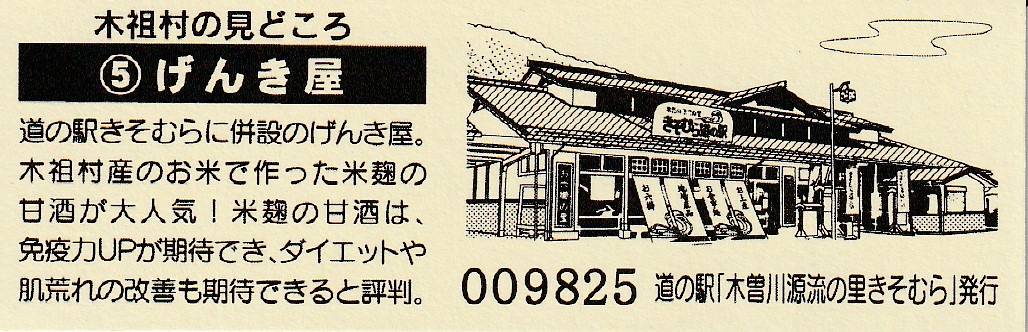 木祖村の見どころ
⑤げんき屋
道の駅きそむらに併設のげんき屋。
木祖村産のお米で作った米麹の
甘酒が大人気！米麹の甘酒は、
免疫力UPが期待でき、ダイエットや
肌荒れの改善も期待できると評判。
きそむら道の駅
009825 道の駅「木曽川源流の里きそむら」発行